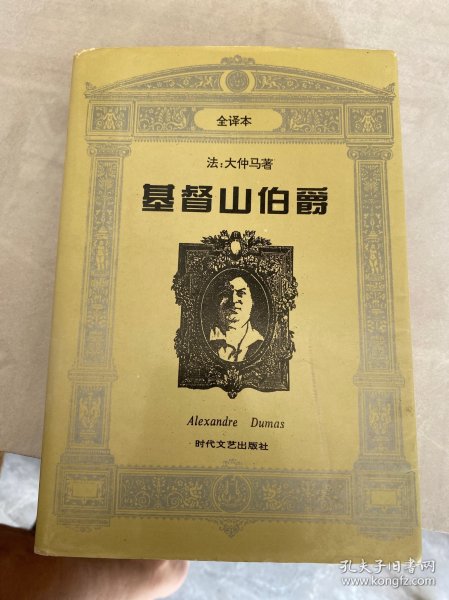 全译本
法：大仲马著
基督山伯爵
Alexandre Dumas
时代文艺出版社
孔夫子旧书网
www.kongfz.com